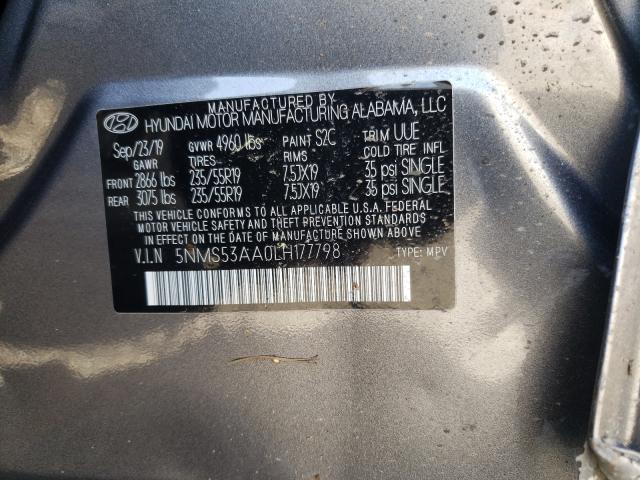 MANUFACTURED BY
HYUNDAI MOTOR MANUFACTURING ALABAMA, LLC
Sep/23/19 GVWR 4960 lbs PAINT S2C TRIM UUE
GAWR TIRES RIMS COLD TIRE INFL
FRONT 2866 lbs 235/55R19 7.5JX19 35 psi SINGLE
REAR 3075 lbs 235/55R19 7.5JX19 35 psi SINGLE
THIS VEHICLE CONFORMS TO ALL APPLICABLE U.S.A. FEDERAL
MOTOR VEHICLE SAFETY, BUMPER, AND THEFT PREVENTION STANDARDS
IN EFFECT ON THE DATE OF MANUFACTURE SHOWN ABOVE.
V.I.N 5NMS53AA0LH177798 TYPE: MPV